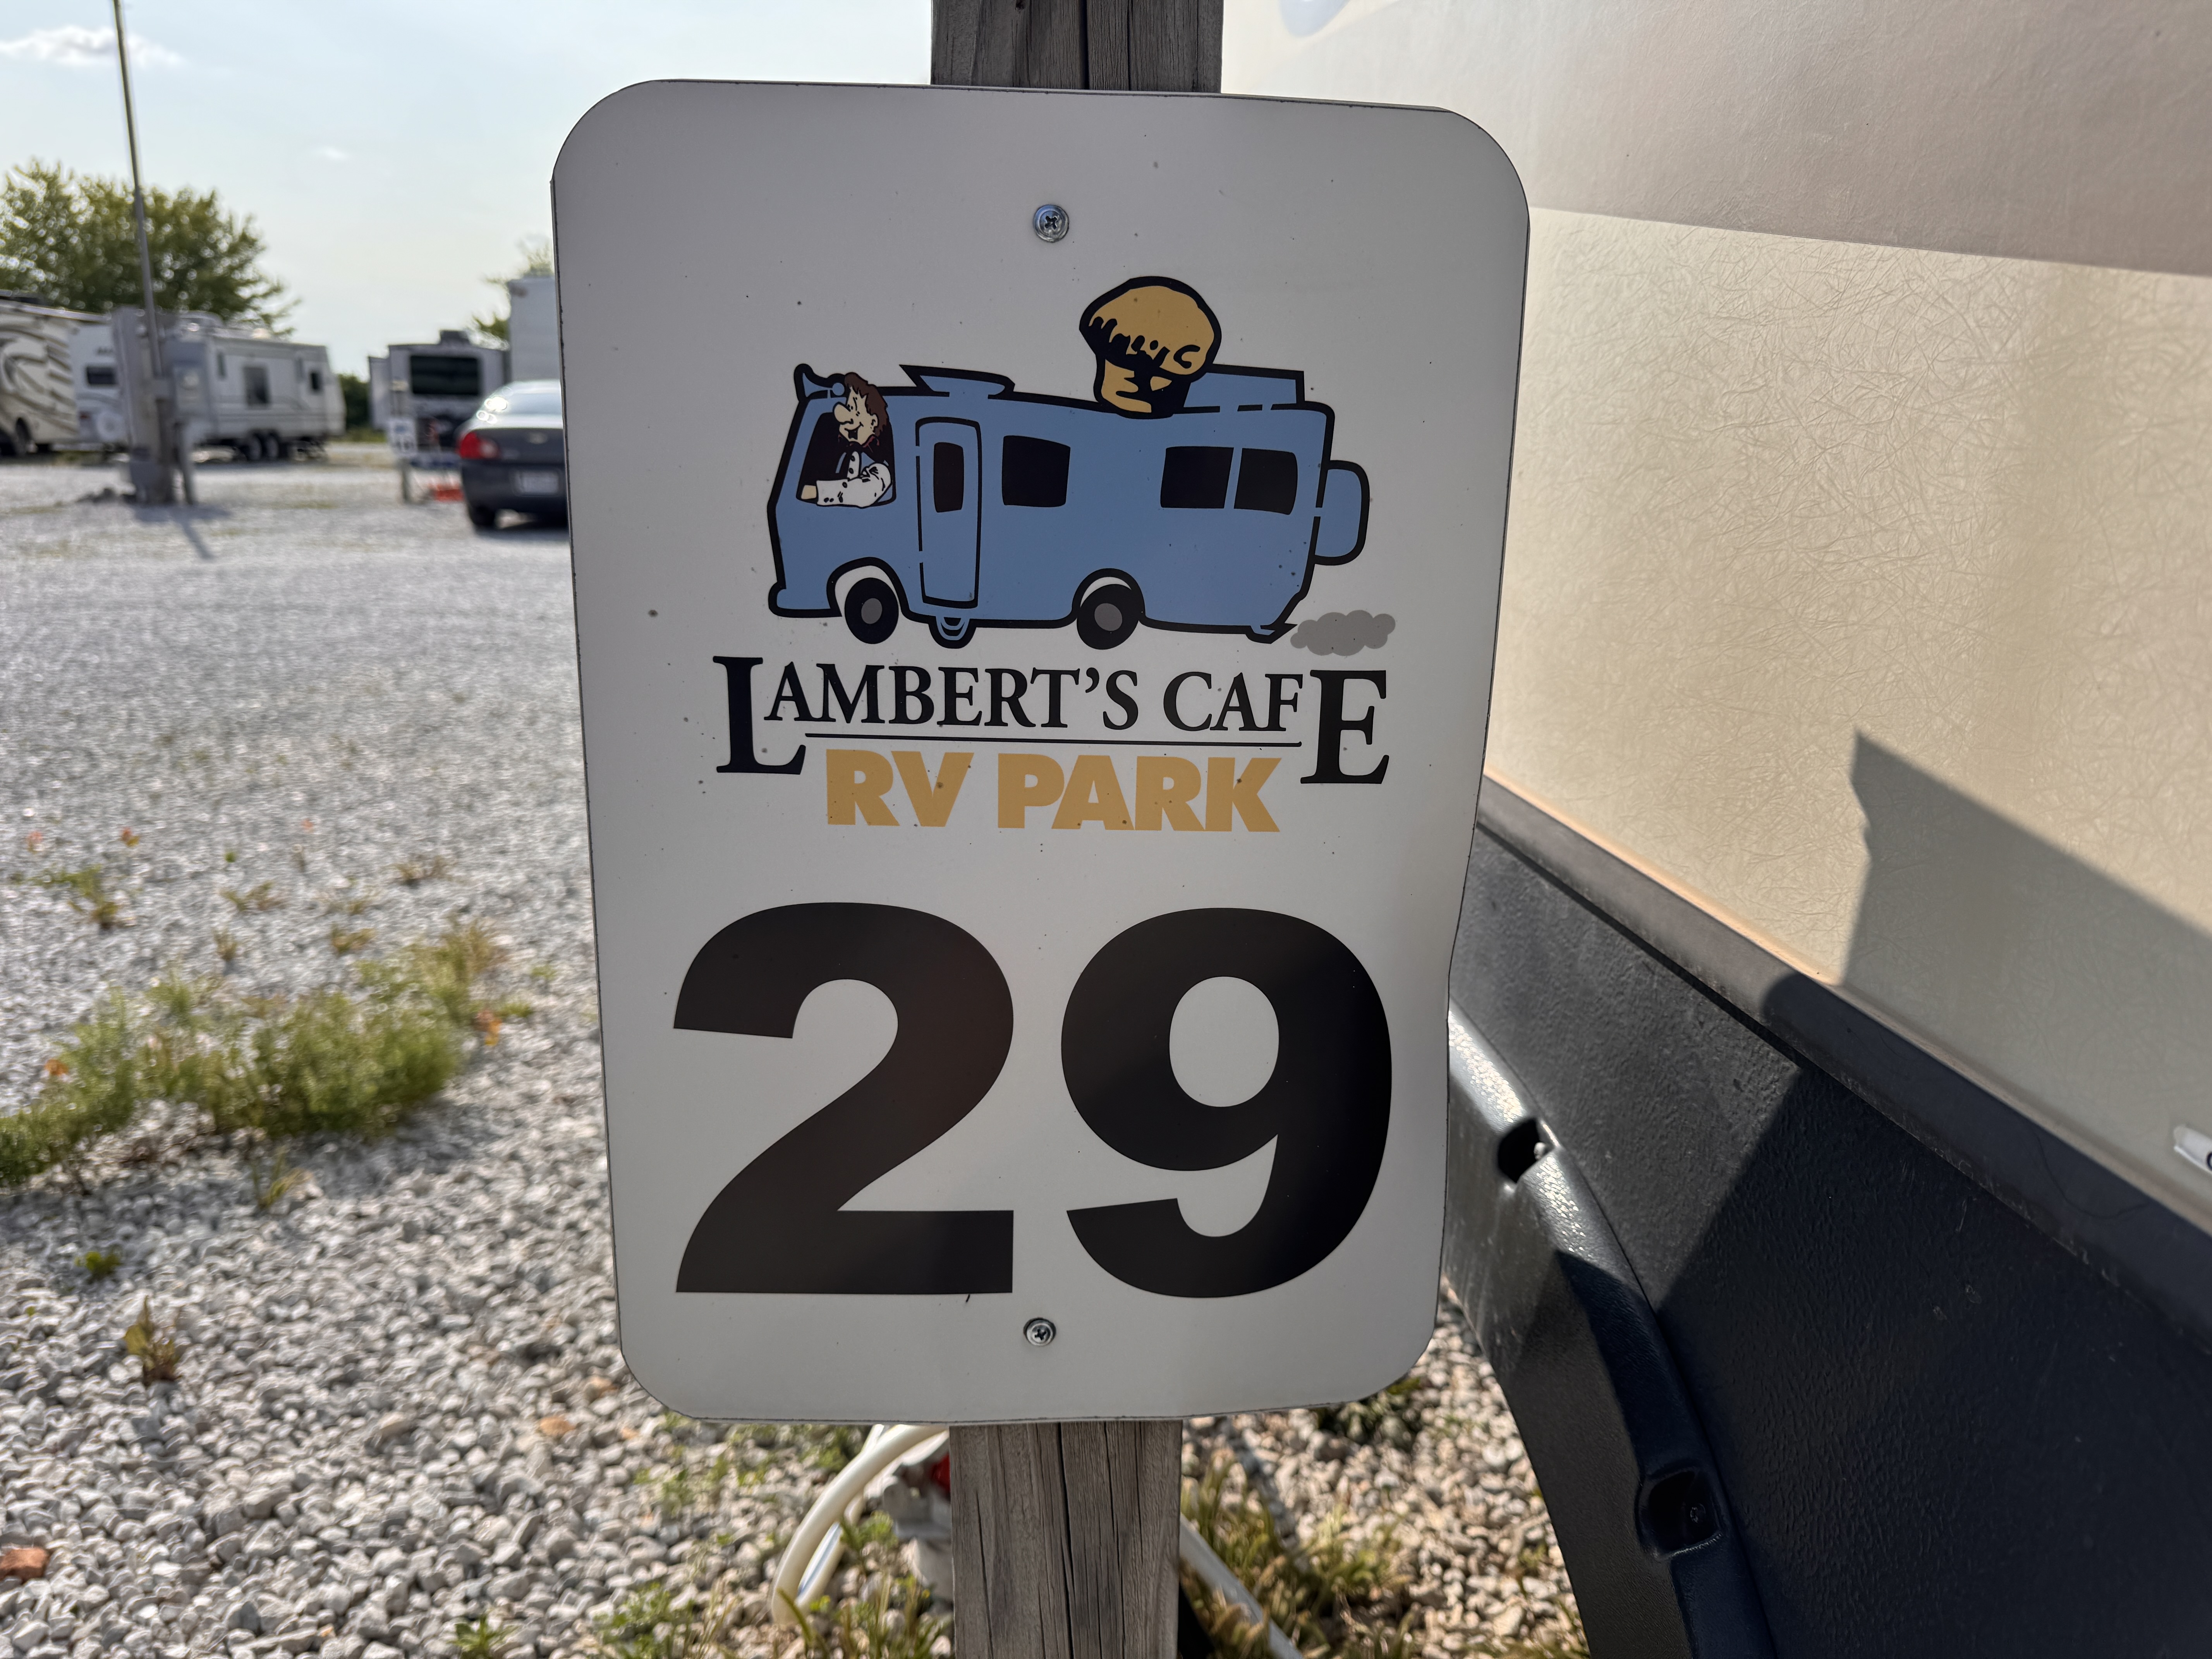 LAMBERT'S CAFE
RV PARK
29